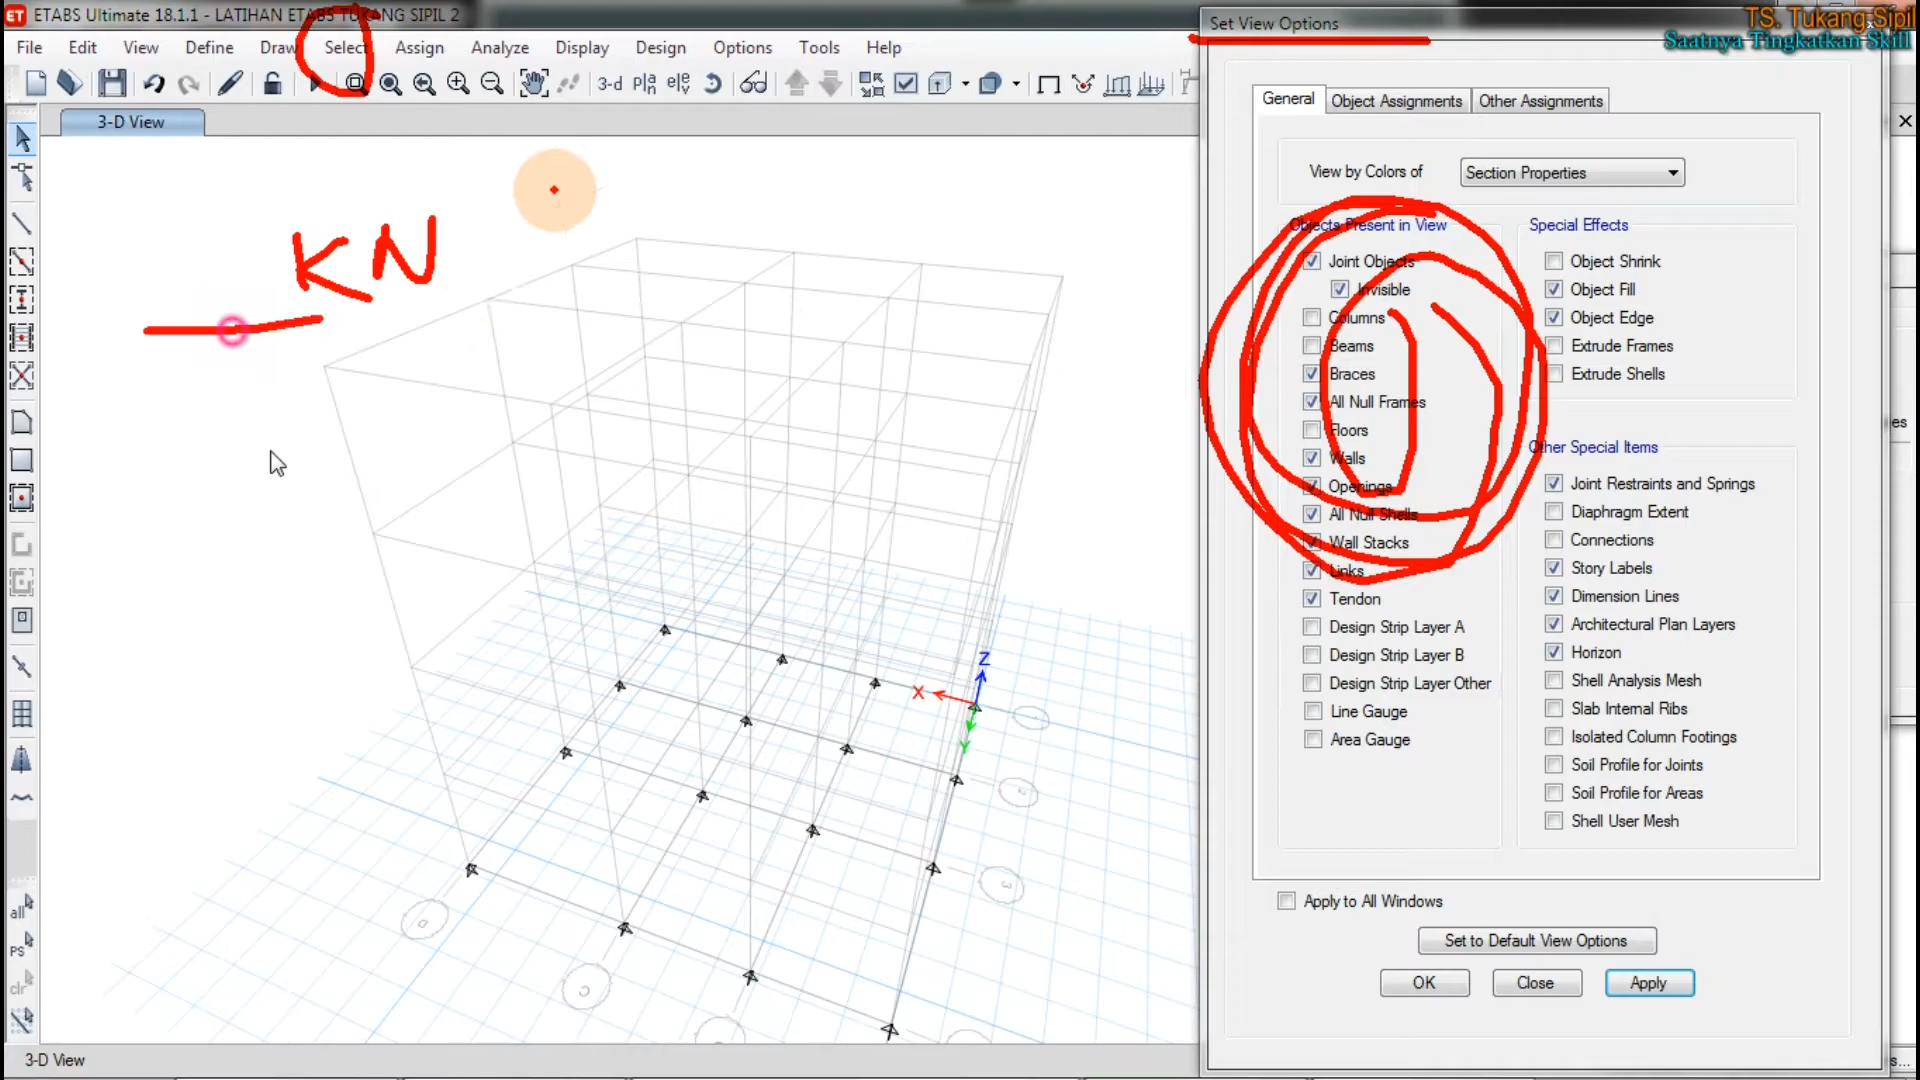 ETABS Ultimate 18.1.1 - LATIHAN ETABS TUKANG SIPIL 2
Set View Options
TS. Tukang Sipil
Saatnya Tingkatkan Skill
File Edit View Define Draw Select Assign Analyze Display Design Options Tools Help
3-d
3-D View
General Object Assignments Other Assignments
View by Colors of Section Properties
KN
Objects Present in View
Joint Objects
Invisible
Columns
Beams
Braces
All Null Frames
Floors
Walls
Openings
All Null Shells
Wall Stacks
Links
Tendon
Design Strip Layer A
Design Strip Layer B
Design Strip Layer Other
Line Gauge
Area Gauge
Special Effects
Object Shrink
Object Fill
Object Edge
Extrude Frames
Extrude Shells
Other Special Items
Joint Restraints and Springs
Diaphragm Extent
Connections
Story Labels
Dimension Lines
Architectural Plan Layers
Horizon
Shell Analysis Mesh
Slab Internal Ribs
Isolated Column Footings
Soil Profile for Joints
Soil Profile for Areas
Shell User Mesh
Z
X
Y
D
C
3
all
PS
clr
Apply to All Windows
Set to Default View Options
OK Close Apply
3-D View